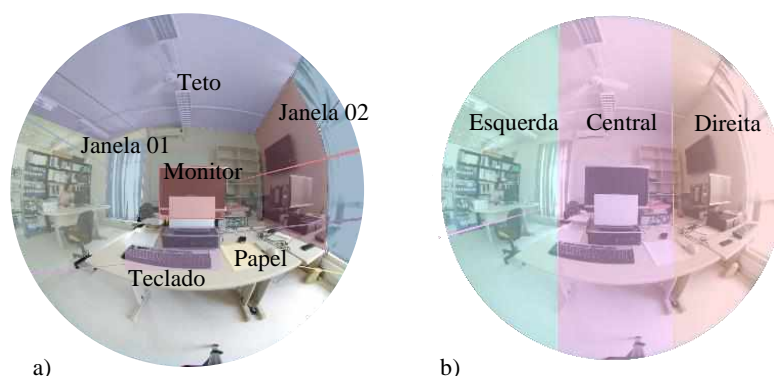 Teto
Janela 02
Janela 01
Monitor
Papel
Teclado
a)
Esquerda
Central
Direita
b)